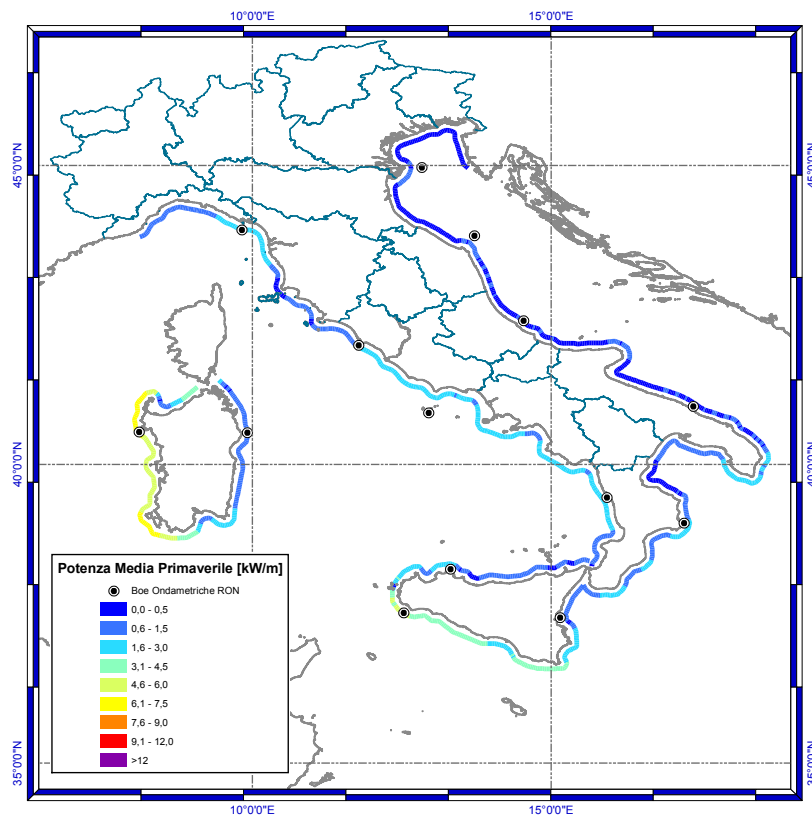 10°0'0"E 15°0'0"E
45°0'0"N 45°0'0"N
40°0'0"N 40°0'0"N
35°0'0"N 35°0'0"N
Potenza Media Primaverile [kW/m]
Boe Ondametriche RON
0,0 - 0,5
0,6 - 1,5
1,6 - 3,0
3,1 - 4,5
4,6 - 6,0
6,1 - 7,5
7,6 - 9,0
9,1 - 12,0
>12
10°0'0"E 15°0'0"E